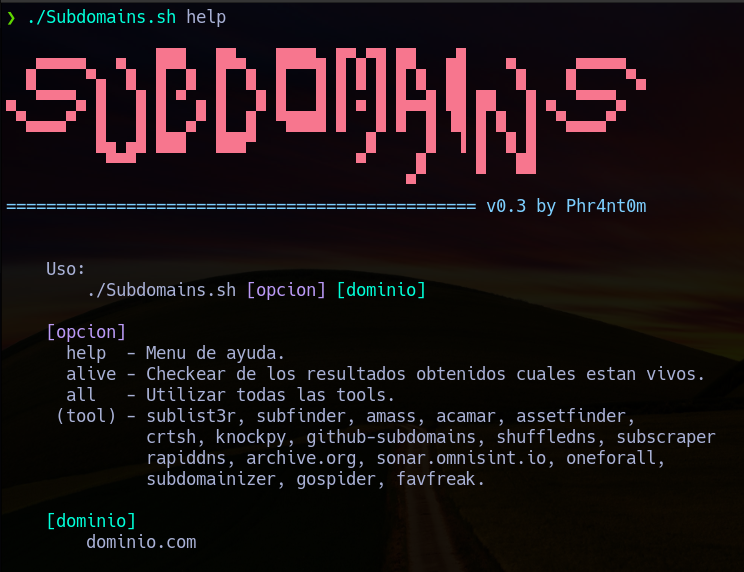 ❯ ./Subdomains.sh help
SUBDOMAINS
=============================================== v0.3 by Phr4nt0m
Uso:
./Subdomains.sh [opcion] [dominio]
[opcion]
help - Menu de ayuda.
alive - Checkear de los resultados obtenidos cuales estan vivos.
all - Utilizar todas las tools.
(tool) - sublist3r, subfinder, amass, acamar, assetfinder,
crtsh, knockpy, github-subdomains, shuffledns, subscraper
rapiddns, archive.org, sonar.omnisint.io, oneforall,
subdomainizer, gospider, favfreak.
[dominio]
dominio.com